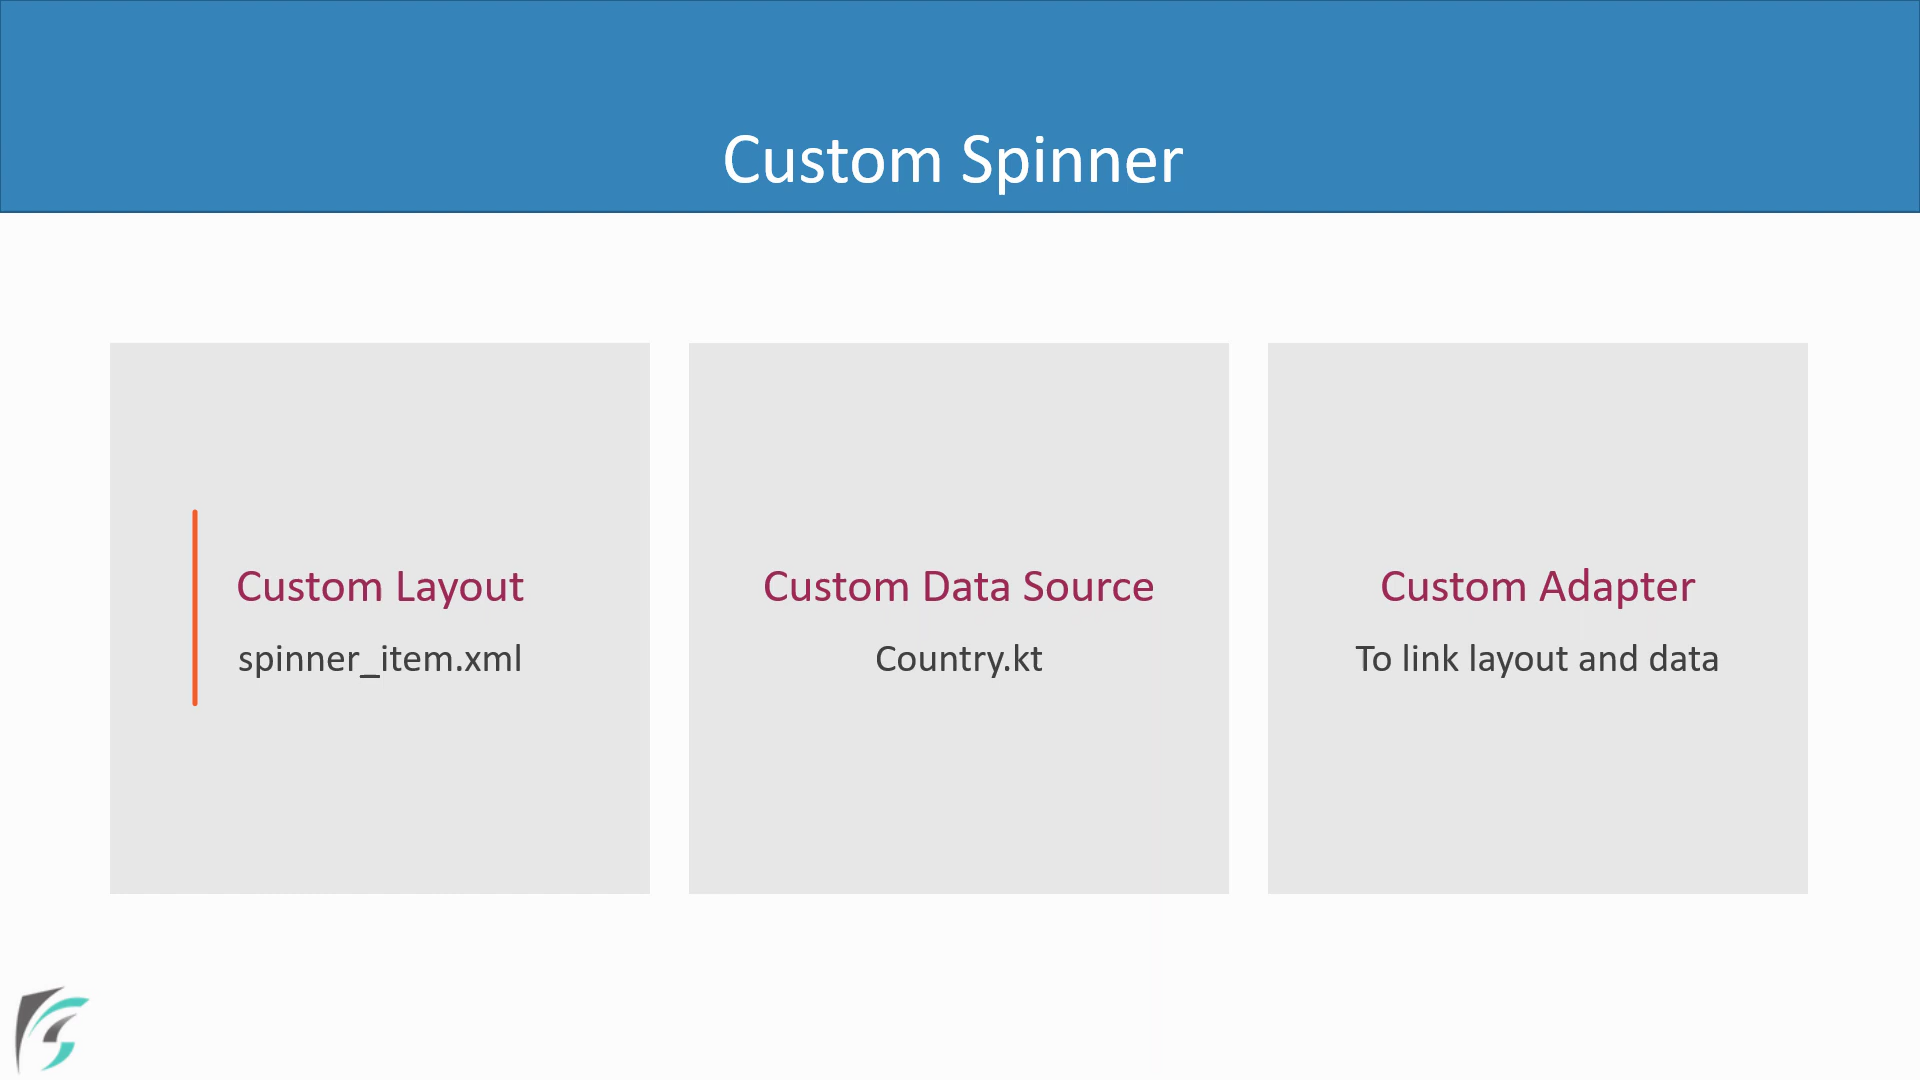 Custom Spinner
Custom Layout
spinner_item.xml
Custom Data Source
Country.kt
Custom Adapter
To link layout and data